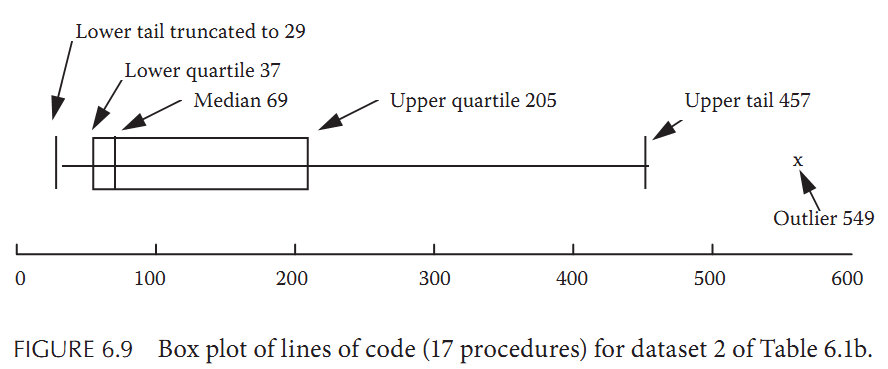 Lower tail truncated to 29
Lower quartile 37
Median 69
Upper quartile 205
Upper tail 457
x
Outlier 549
0 100 200 300 400 500 600
FIGURE 6.9 Box plot of lines of code (17 procedures) for dataset 2 of Table 6.1b.